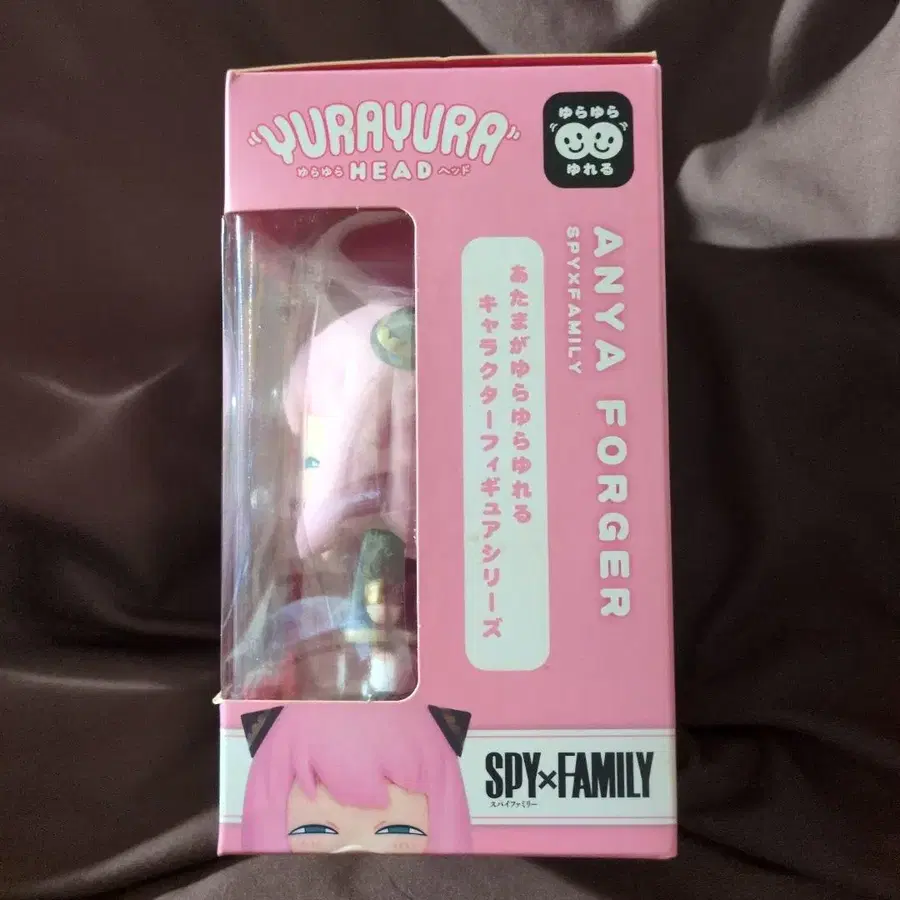 YURAYURA
ゆらゆら HEAD ヘッド
ゆらゆら
ゆれる
ANYA FORGER
SPY×FAMILY
あたまがゆらゆらゆれる
キャラクターフィギュアシリーズ
SPY×FAMILY
スパイファミリー